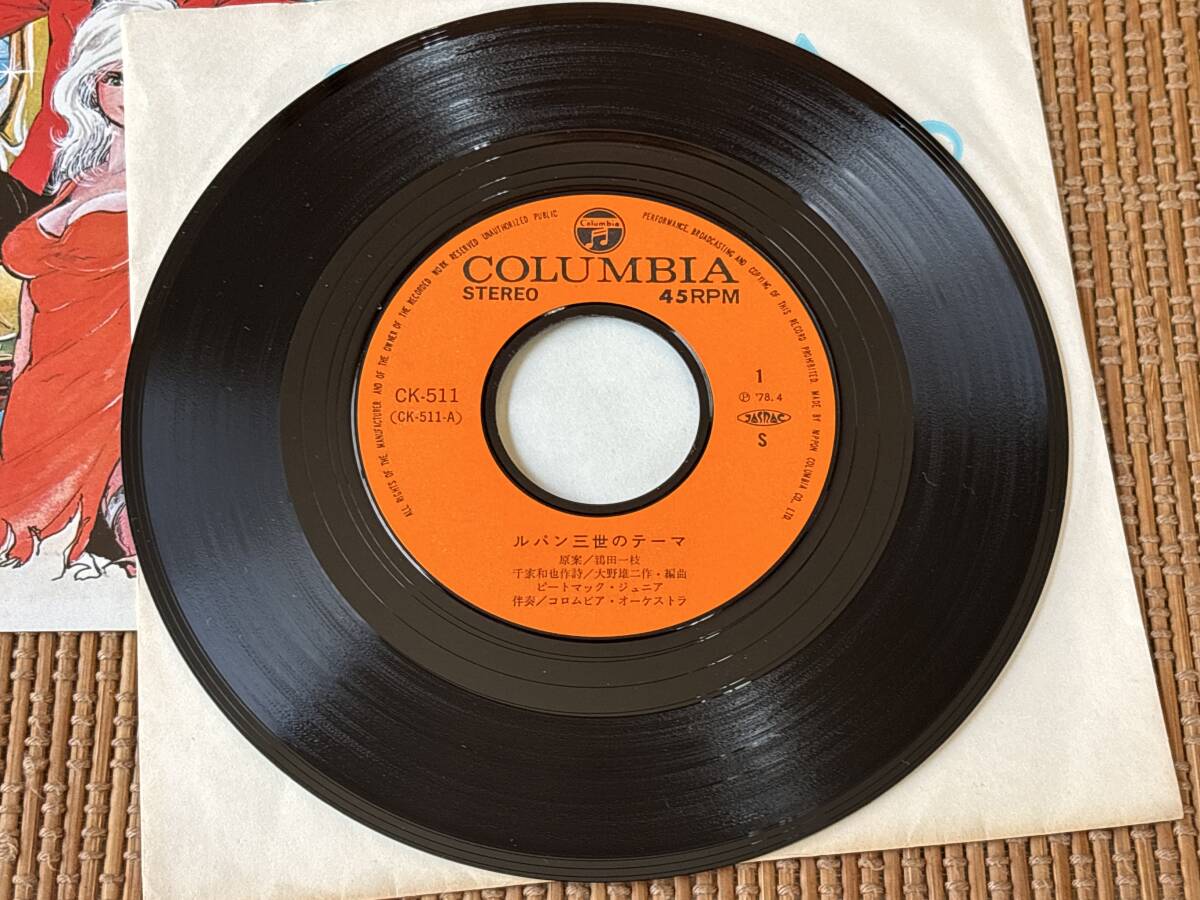 ALL RIGHTS OF THE MANUFACTURER AND OF THE OWNER OF THE RECORDED WORK RESERVED UNAUTHORIZED PUBLIC PERFORMANCE, BROADCASTING AND COPYING OF THIS RECORD PROHIBITED. MADE BY NIPPON COLUMBIA CO., LTD.
Columbia
COLUMBIA
STEREO 45RPM
CK-511
(CK-511-A)
1
Ⓟ '78.4
JASRAC
S
ルパン三世のテーマ
原案/鶴田一枝
千家和也作詩/大野雄二作・編曲
ピートマック・ジュニア
伴奏/コロムビア・オーケストラ